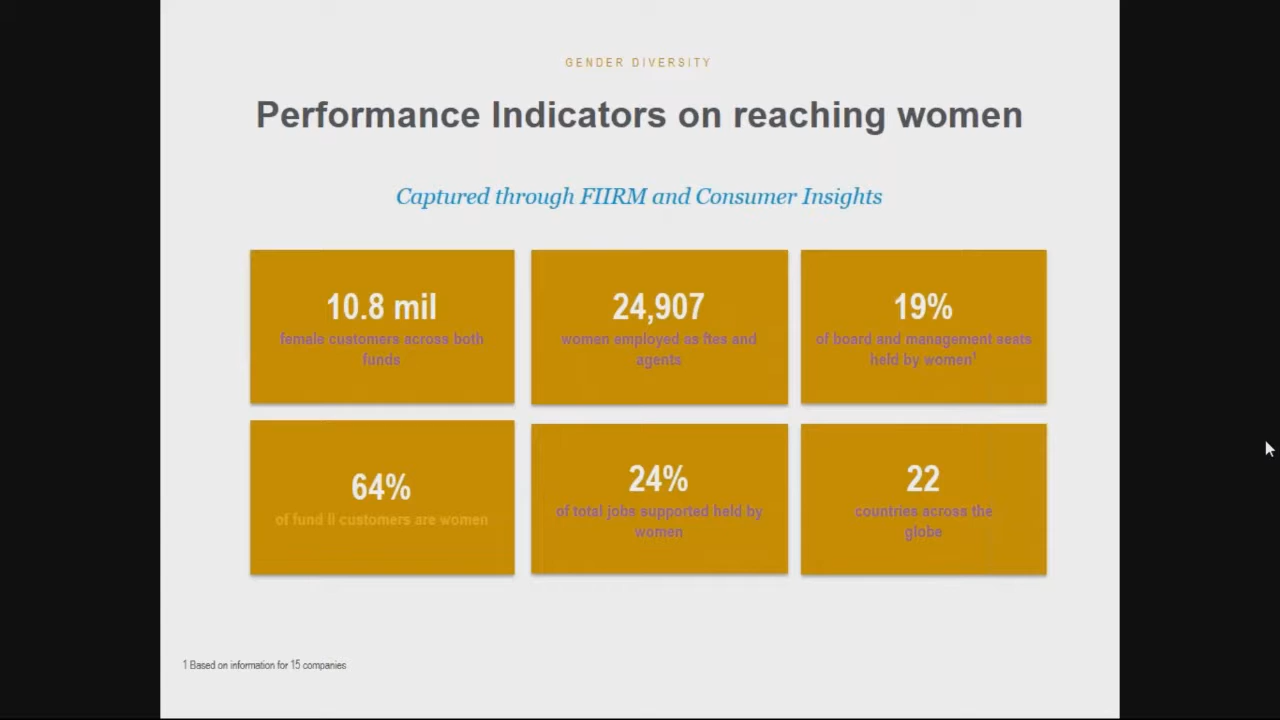 GENDER DIVERSITY
Performance Indicators on reaching women
Captured through FIIRM and Consumer Insights
10.8 mil
female customers across both
funds
24,907
women employed as ftes and
agents
19%
of board and management seats
held by women¹
64%
of fund II customers are women
24%
of total jobs supported held by
women
22
countries across the
globe
1 Based on information for 15 companies